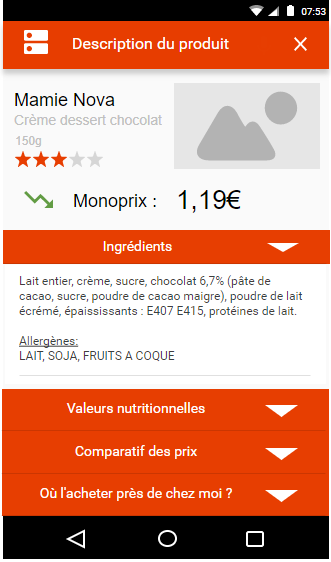 07:53
Description du produit
Mamie Nova
Crème dessert chocolat
150g
Monoprix : 1,19€
Ingrédients
Lait entier, crème, sucre, chocolat 6,7% (pâte de
cacao, sucre, poudre de cacao maigre), poudre de lait
écrémé, épaississants : E407 E415, protéines de lait.
Allergènes:
LAIT, SOJA, FRUITS A COQUE
Valeurs nutritionnelles
Comparatif des prix
Où l'acheter près de chez moi ?